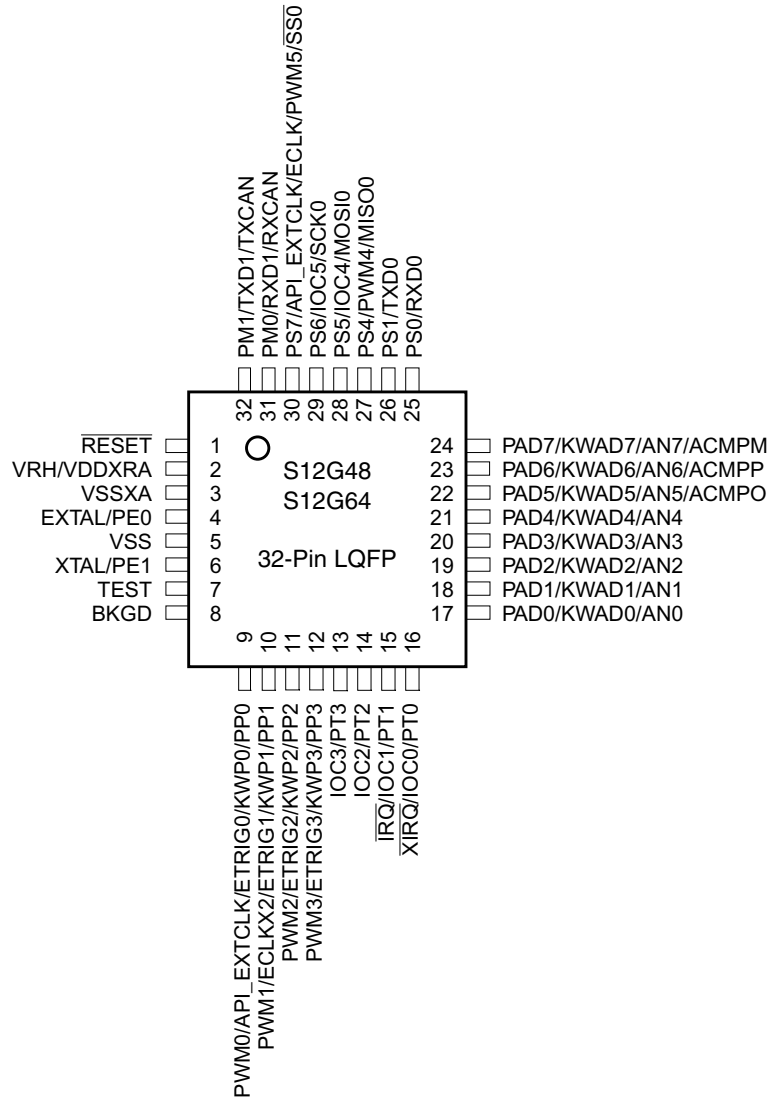 PM1/TXD1/TXCAN
PM0/RXD1/RXCAN
PS7/API_EXTCLK/ECLK/PWM5/SS0
PS6/IOC5/SCK0
PS5/IOC4/MOSI0
PS4/PWM4/MISO0
PS1/TXD0
PS0/RXD0
32
31
30
29
28
27
26
25
RESET 1
VRH/VDDXRA 2
VSSXA 3
EXTAL/PE0 4
VSS 5
XTAL/PE1 6
TEST 7
BKGD 8
S12G48
S12G64
32-Pin LQFP
24 PAD7/KWAD7/AN7/ACMPM
23 PAD6/KWAD6/AN6/ACMPP
22 PAD5/KWAD5/AN5/ACMPO
21 PAD4/KWAD4/AN4
20 PAD3/KWAD3/AN3
19 PAD2/KWAD2/AN2
18 PAD1/KWAD1/AN1
17 PAD0/KWAD0/AN0
9
10
11
12
13
14
15
16
PWM0/API_EXTCLK/ETRIG0/KWP0/PP0
PWM1/ECLKX2/ETRIG1/KWP1/PP1
PWM2/ETRIG2/KWP2/PP2
PWM3/ETRIG3/KWP3/PP3
IOC3/PT3
IOC2/PT2
IRQ/IOC1/PT1
XIRQ/IOC0/PT0